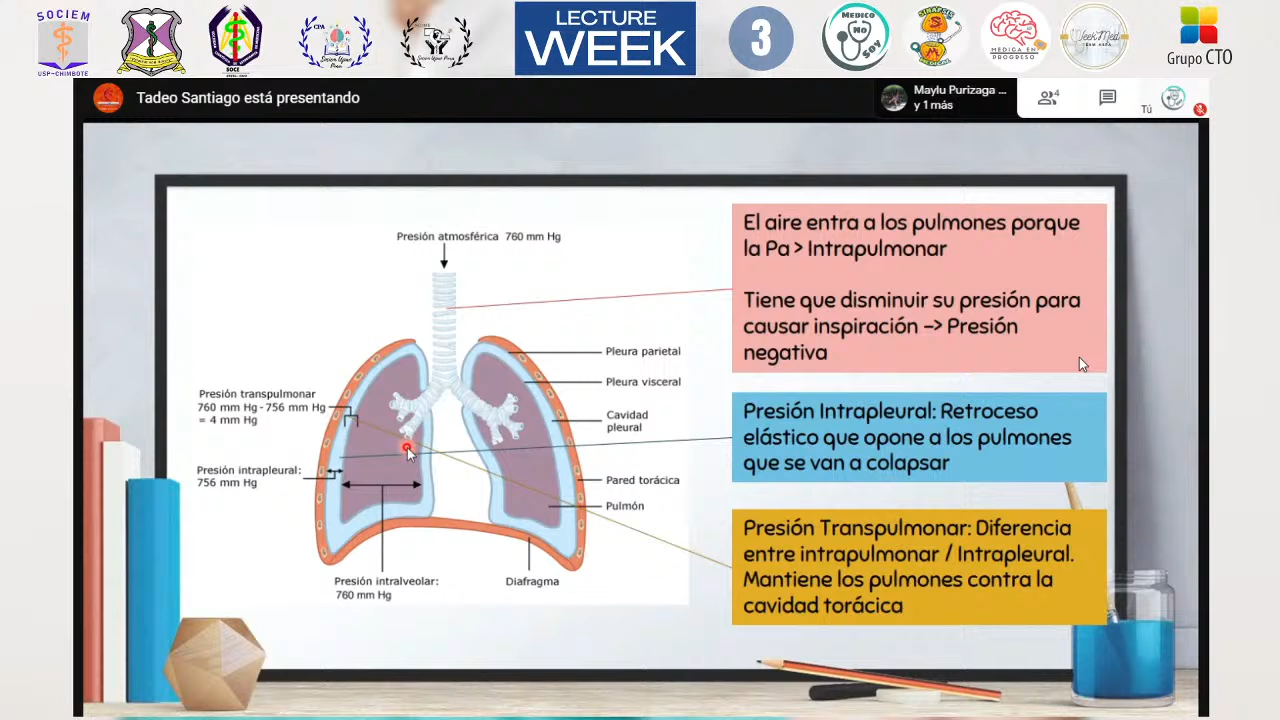 SOCIEM
USP-CHIMBOTE
LECTURE
WEEK
3
MEDICO
No
SOY
SINAPSIS
MEDICA EN
PROGRESO
Grupo CTO
Tadeo Santiago está presentando
Maylu Purizaga ...
y 1 más
4
Tú
Presión atmosférica 760 mm Hg
Pleura parietal
Pleura visceral
Cavidad
pleural
Pared torácica
Pulmón
Presión transpulmonar
760 mm Hg - 756 mm Hg
= 4 mm Hg
Presión intrapleural:
756 mm Hg
Presión intralveolar:
760 mm Hg
Diafragma
El aire entra a los pulmones porque
la Pa > Intrapulmonar
Tiene que disminuir su presión para
causar inspiración -> Presión
negativa
Presión Intrapleural: Retroceso
elástico que opone a los pulmones
que se van a colapsar
Presión Transpulmonar: Diferencia
entre intrapulmonar / Intrapleural.
Mantiene los pulmones contra la
cavidad torácica